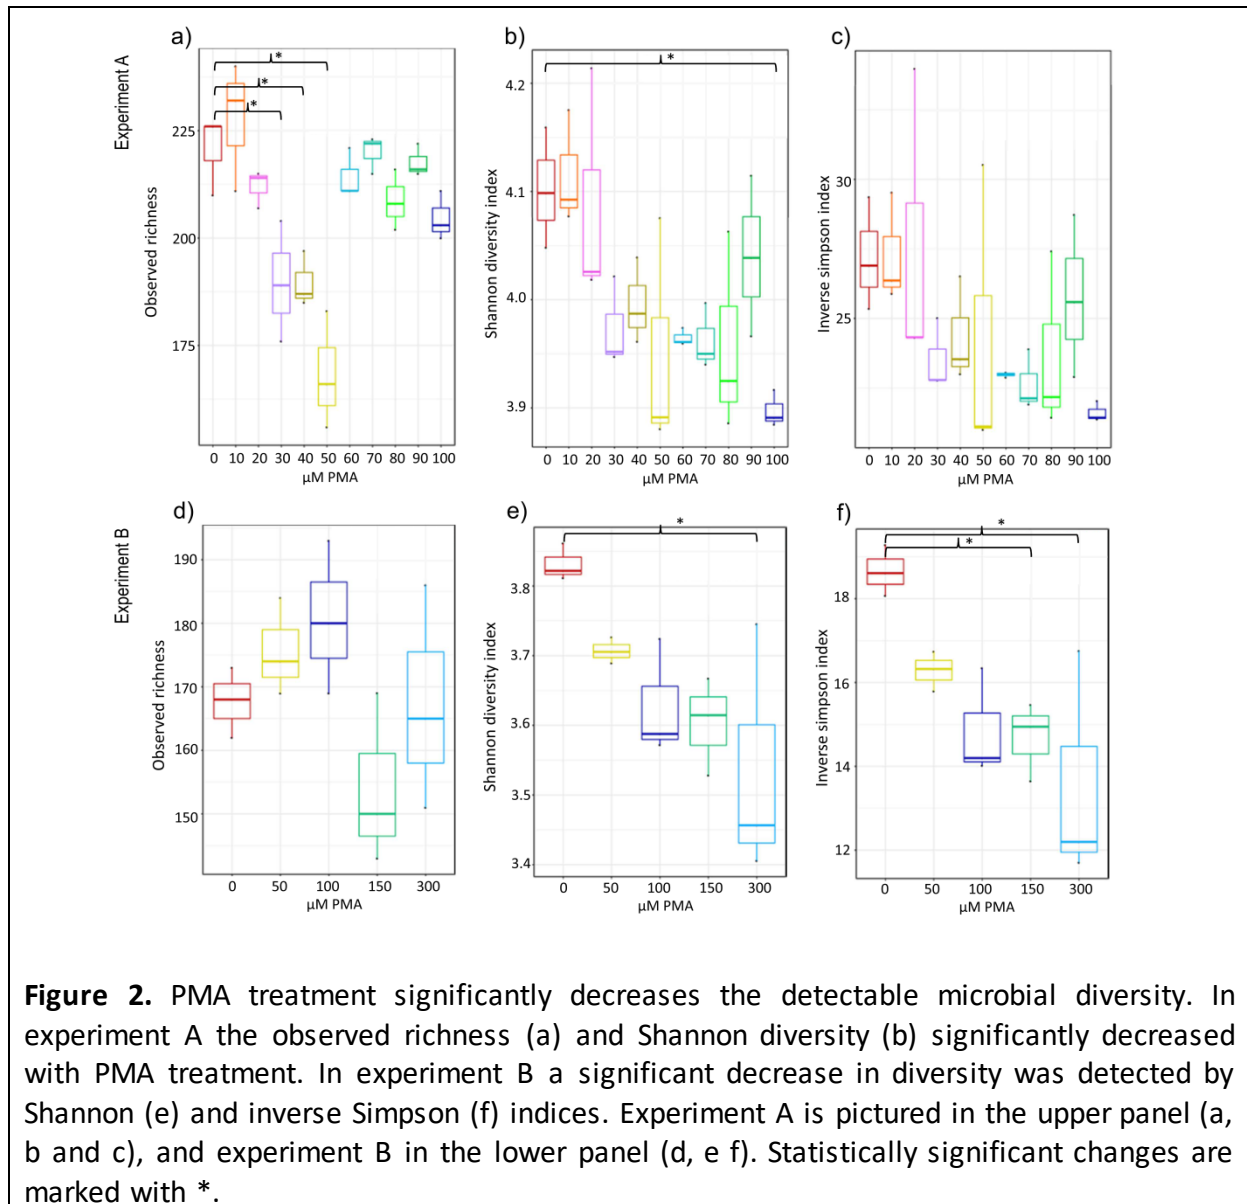 a)
b)
c)
Experiment A
*
*
*
*
Observed richness
225
200
175
0 10 20 30 40 50 60 70 80 90 100
µM PMA
Shannon diversity index
4.2
4.1
4.0
3.9
0 10 20 30 40 50 60 70 80 90 100
µM PMA
Inverse simpson index
30
25
0 10 20 30 40 50 60 70 80 90 100
µM PMA
d)
e)
f)
Experiment B
Observed richness
190
180
170
160
150
0 50 100 150 300
µM PMA
*
Shannon diversity index
3.8
3.7
3.6
3.5
3.4
0 50 100 150 300
µM PMA
*
*
Inverse simpson index
18
16
14
12
0 50 100 150 300
µM PMA
Figure 2. PMA treatment significantly decreases the detectable microbial diversity. In
experiment A the observed richness (a) and Shannon diversity (b) significantly decreased
with PMA treatment. In experiment B a significant decrease in diversity was detected by
Shannon (e) and inverse Simpson (f) indices. Experiment A is pictured in the upper panel (a,
b and c), and experiment B in the lower panel (d, e f). Statistically significant changes are
marked with *.